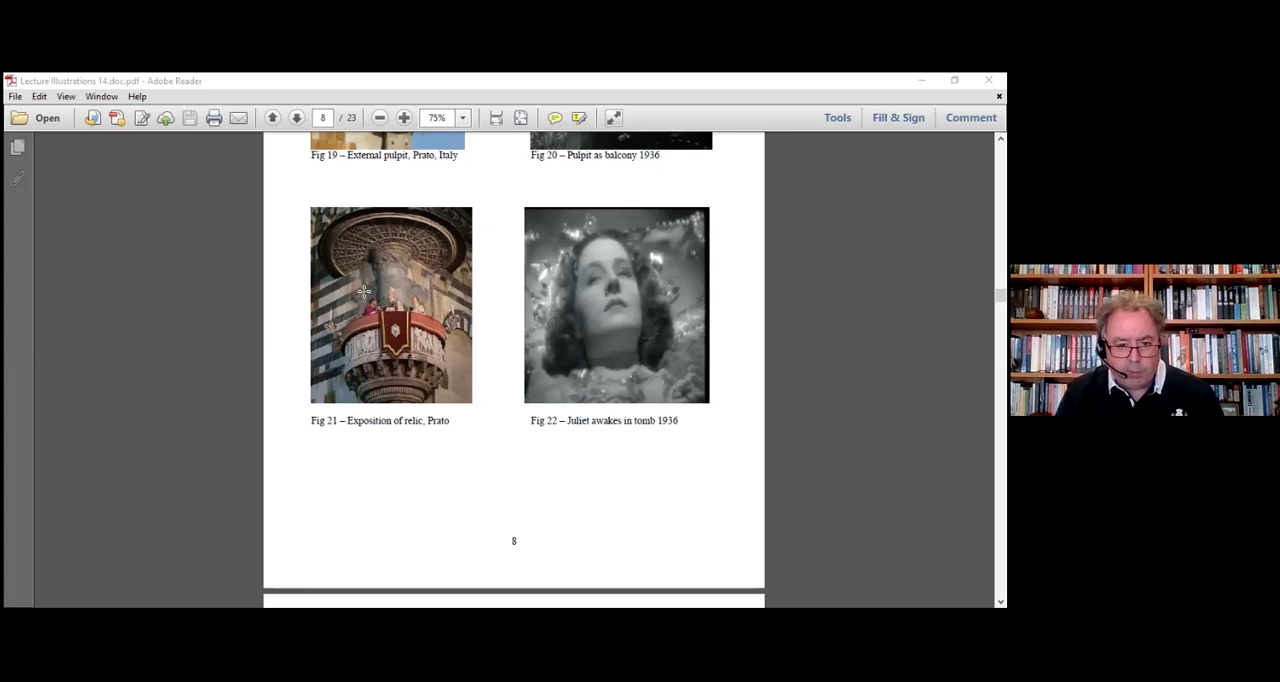 Lecture Illustrations 14.doc.pdf - Adobe Reader
File Edit View Window Help
Open 8 / 23 75% Tools Fill & Sign Comment
Fig 19 – External pulpit, Prato, Italy Fig 20 – Pulpit as balcony 1936
Fig 21 – Exposition of relic, Prato Fig 22 – Juliet awakes in tomb 1936
8